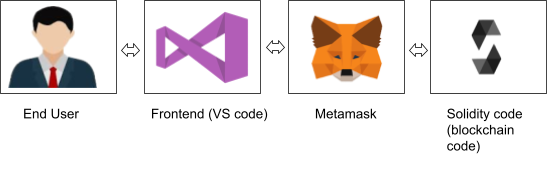 End User
Frontend (VS code)
Metamask
Solidity code
(blockchain
code)